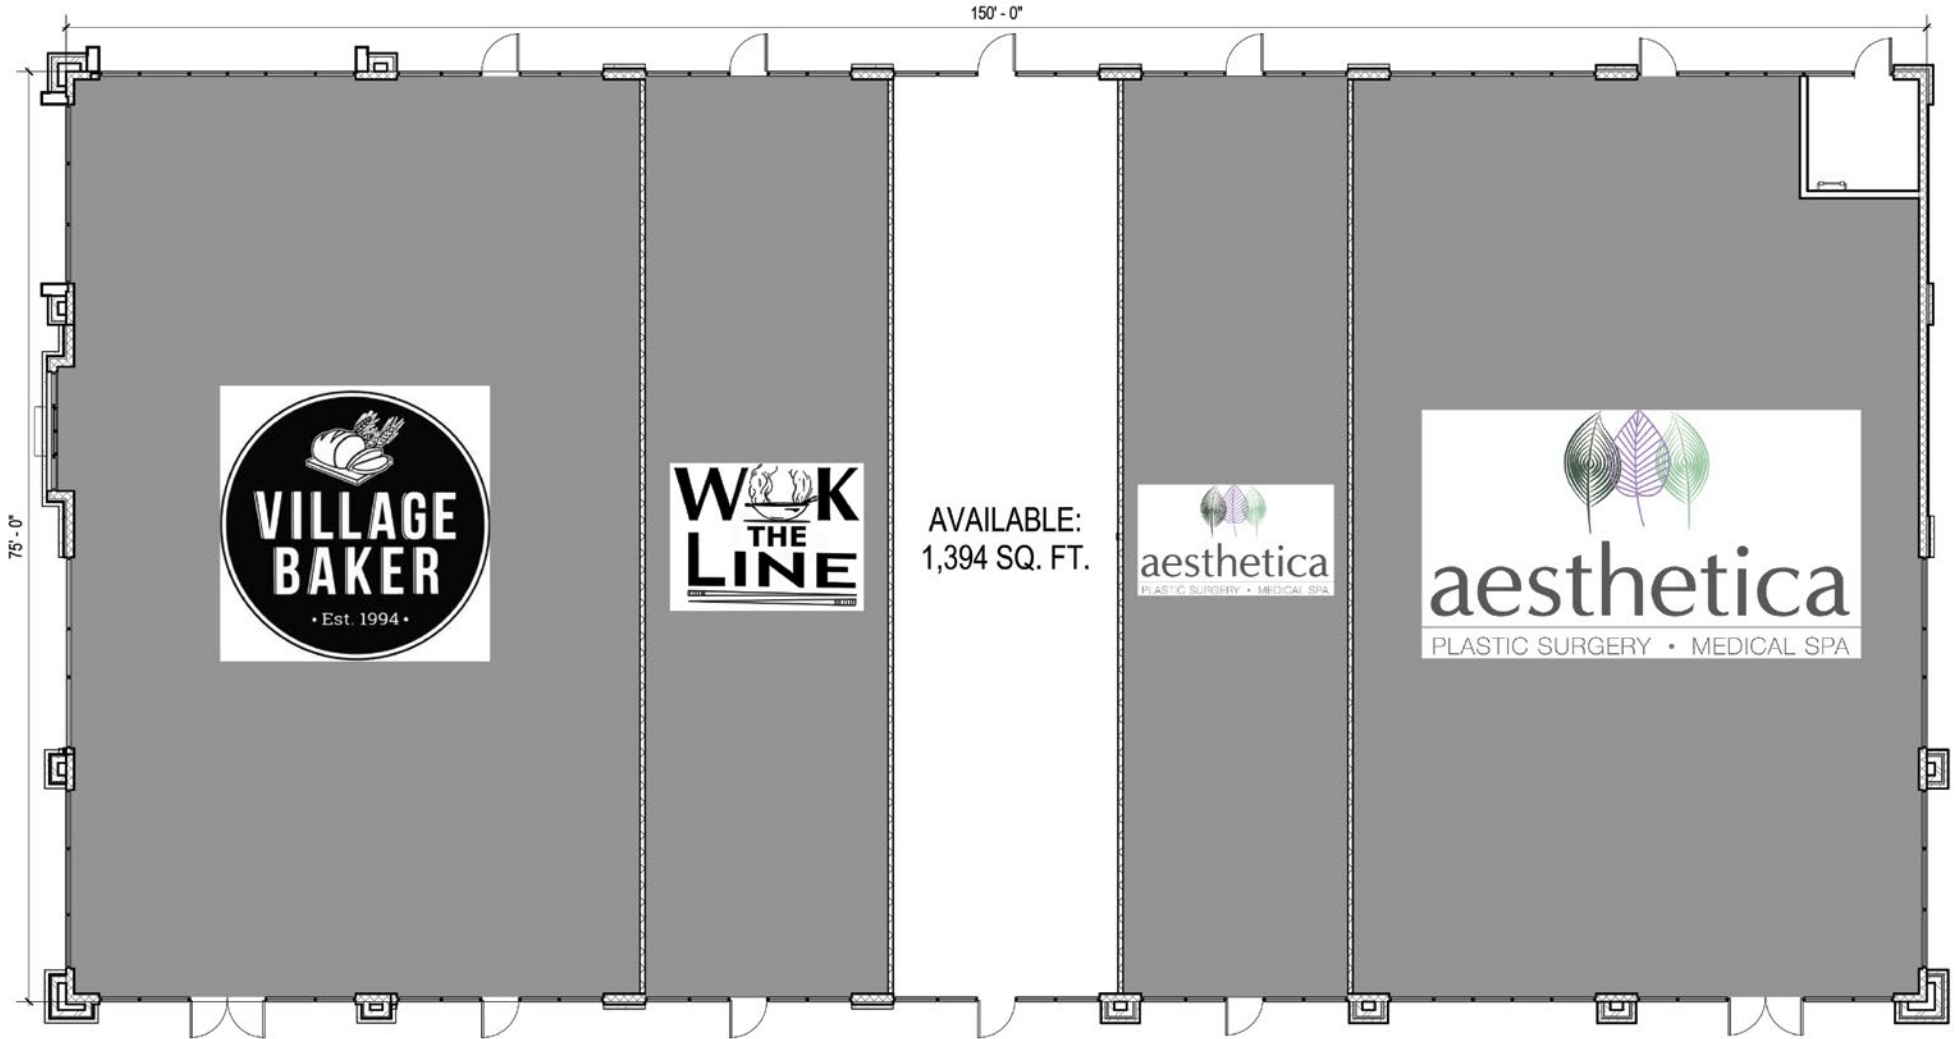 150' - 0"
75' - 0"
VILLAGE
BAKER
• Est. 1994 •
WOK
THE
LINE
AVAILABLE:
1,394 SQ. FT.
aesthetica
PLASTIC SURGERY • MEDICAL SPA
aesthetica
PLASTIC SURGERY • MEDICAL SPA